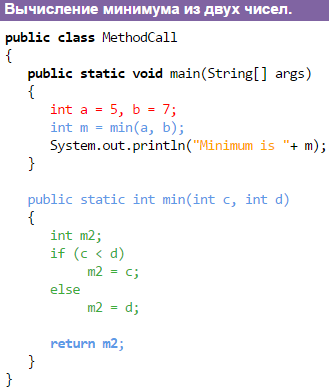 Вычисление минимума из двух чисел.
public class MethodCall
{
public static void main(String[] args)
{
int a = 5, b = 7;
int m = min(a, b);
System.out.println("Minimum is "+ m);
}
public static int min(int c, int d)
{
int m2;
if (c < d)
m2 = c;
else
m2 = d;
return m2;
}
}